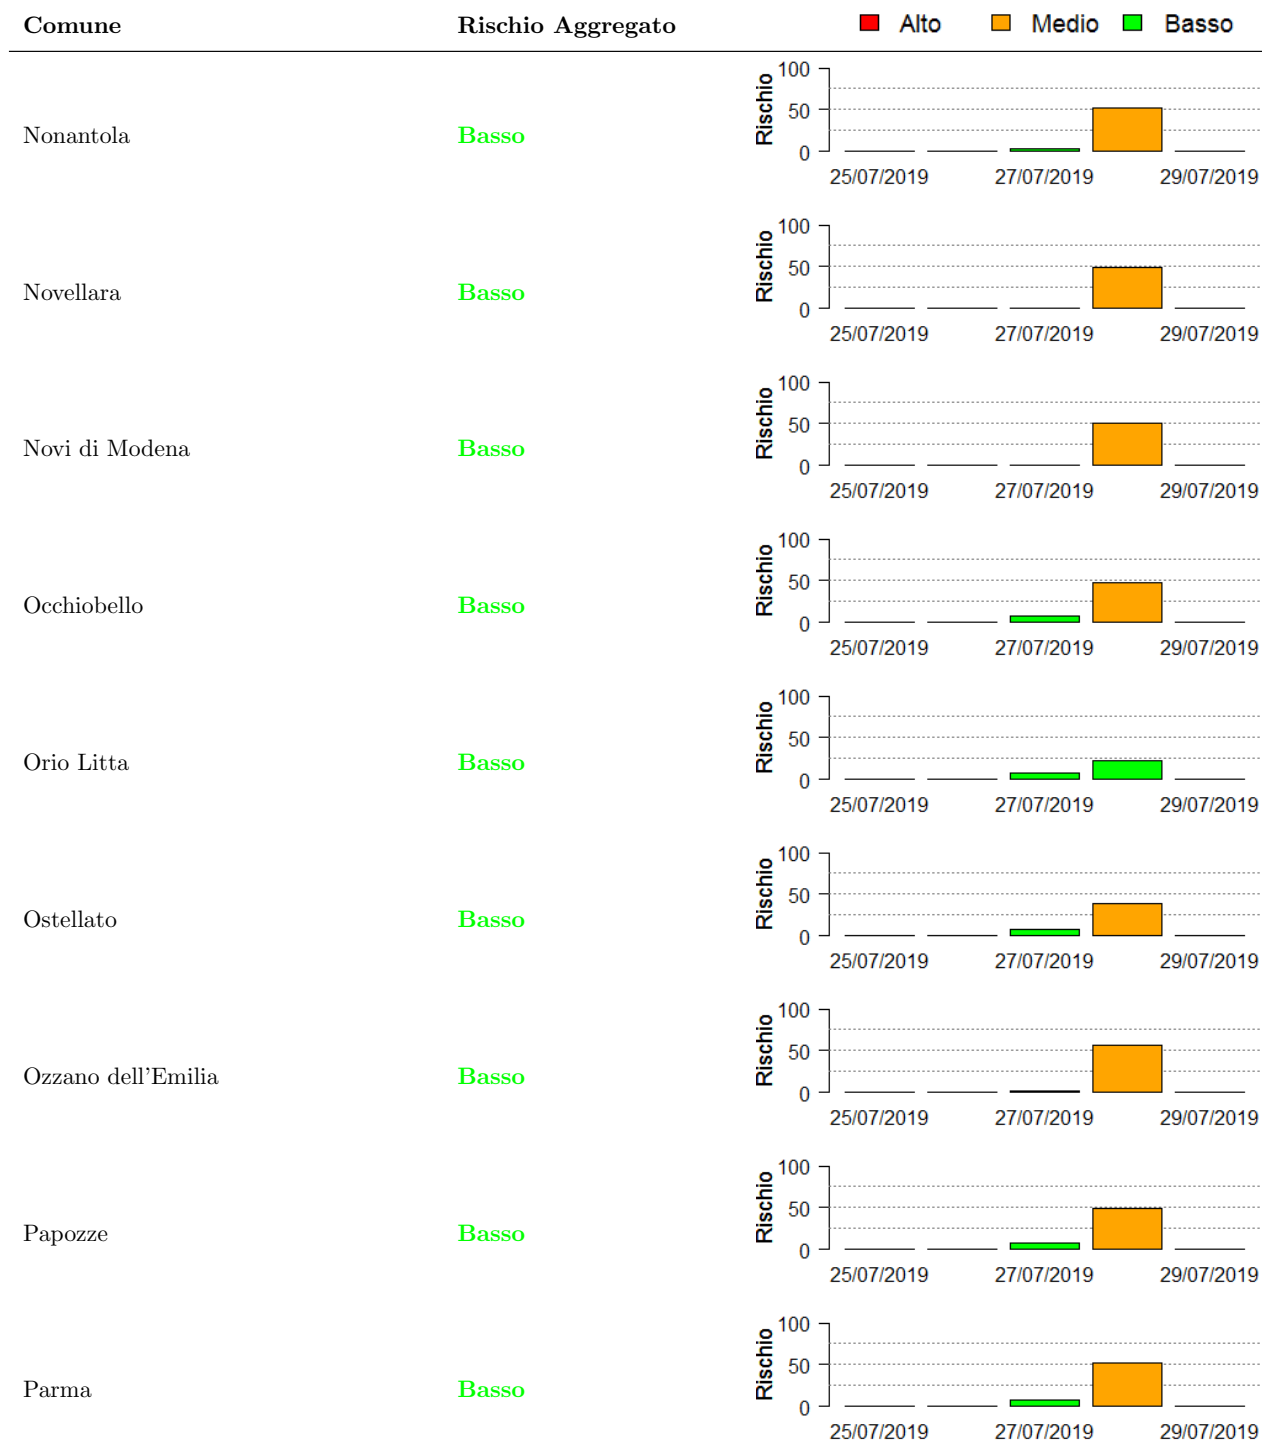 Comune Rischio Aggregato Alto Medio Basso
100
50
0
Rischio
Nonantola Basso
25/07/2019 27/07/2019 29/07/2019
100
50
0
Rischio
Novellara Basso
25/07/2019 27/07/2019 29/07/2019
100
50
0
Rischio
Novi di Modena Basso
25/07/2019 27/07/2019 29/07/2019
100
50
0
Rischio
Occhiobello Basso
25/07/2019 27/07/2019 29/07/2019
100
50
0
Rischio
Orio Litta Basso
25/07/2019 27/07/2019 29/07/2019
100
50
0
Rischio
Ostellato Basso
25/07/2019 27/07/2019 29/07/2019
100
50
0
Rischio
Ozzano dell'Emilia Basso
25/07/2019 27/07/2019 29/07/2019
100
50
0
Rischio
Papozze Basso
25/07/2019 27/07/2019 29/07/2019
100
50
0
Rischio
Parma Basso
25/07/2019 27/07/2019 29/07/2019